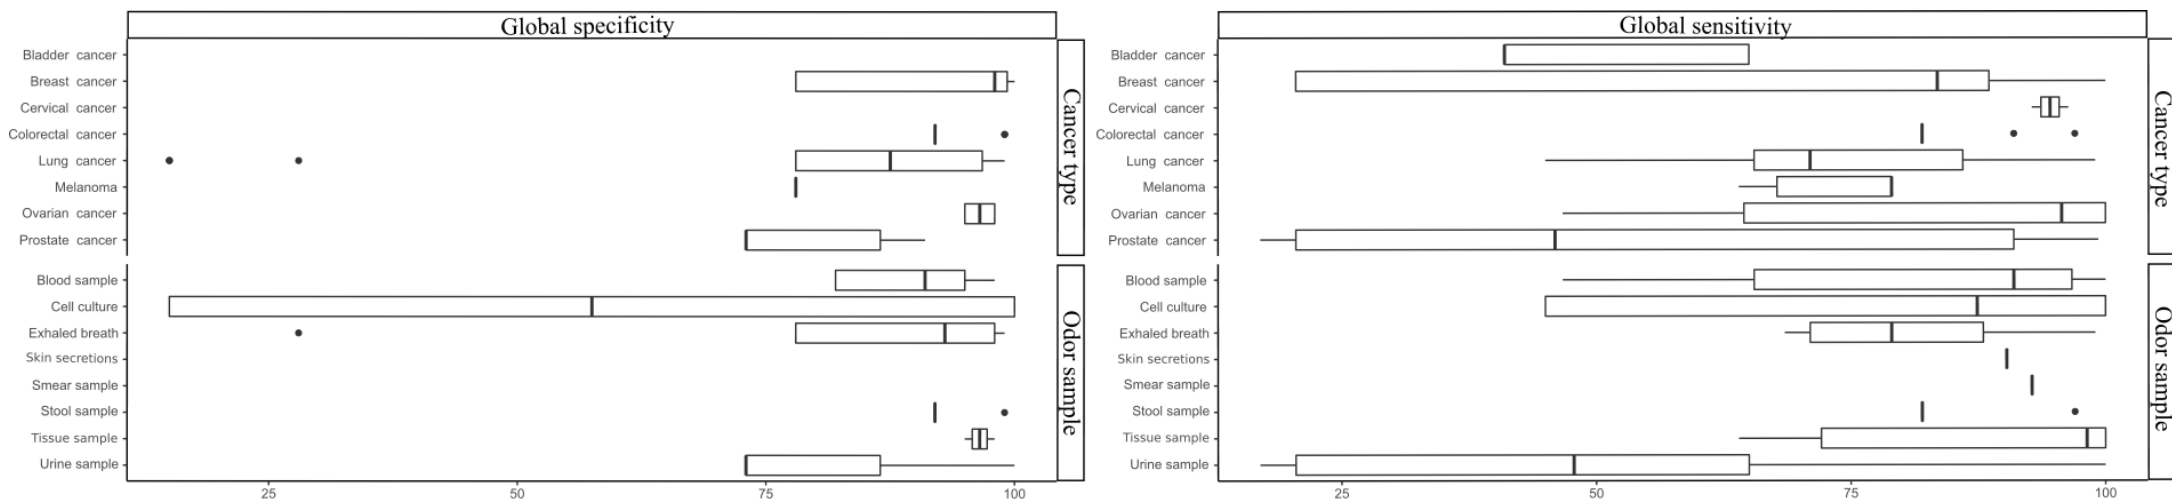 Global specificity
Bladder cancer
Breast cancer
Cervical cancer
Colorectal cancer
Lung cancer
Melanoma
Ovarian cancer
Prostate cancer
Cancer type
Blood sample
Cell culture
Exhaled breath
Skin secretions
Smear sample
Stool sample
Tissue sample
Urine sample
Odor sample
25 50 75 100
Global sensitivity
Bladder cancer
Breast cancer
Cervical cancer
Colorectal cancer
Lung cancer
Melanoma
Ovarian cancer
Prostate cancer
Cancer type
Blood sample
Cell culture
Exhaled breath
Skin secretions
Smear sample
Stool sample
Tissue sample
Urine sample
Odor sample
25 50 75 100